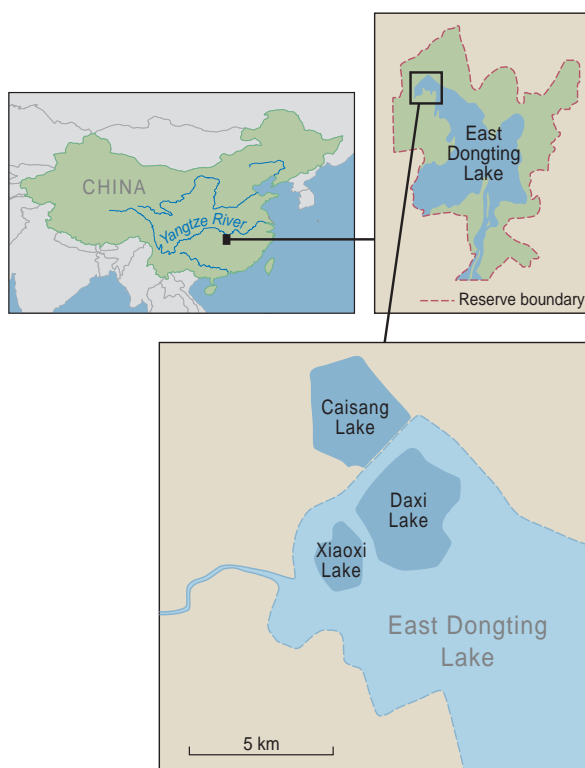 CHINA
Yangtze River
East
Dongting
Lake
Reserve boundary
Caisang
Lake
Daxi
Lake
Xiaoxi
Lake
East Dongting
Lake
5 km